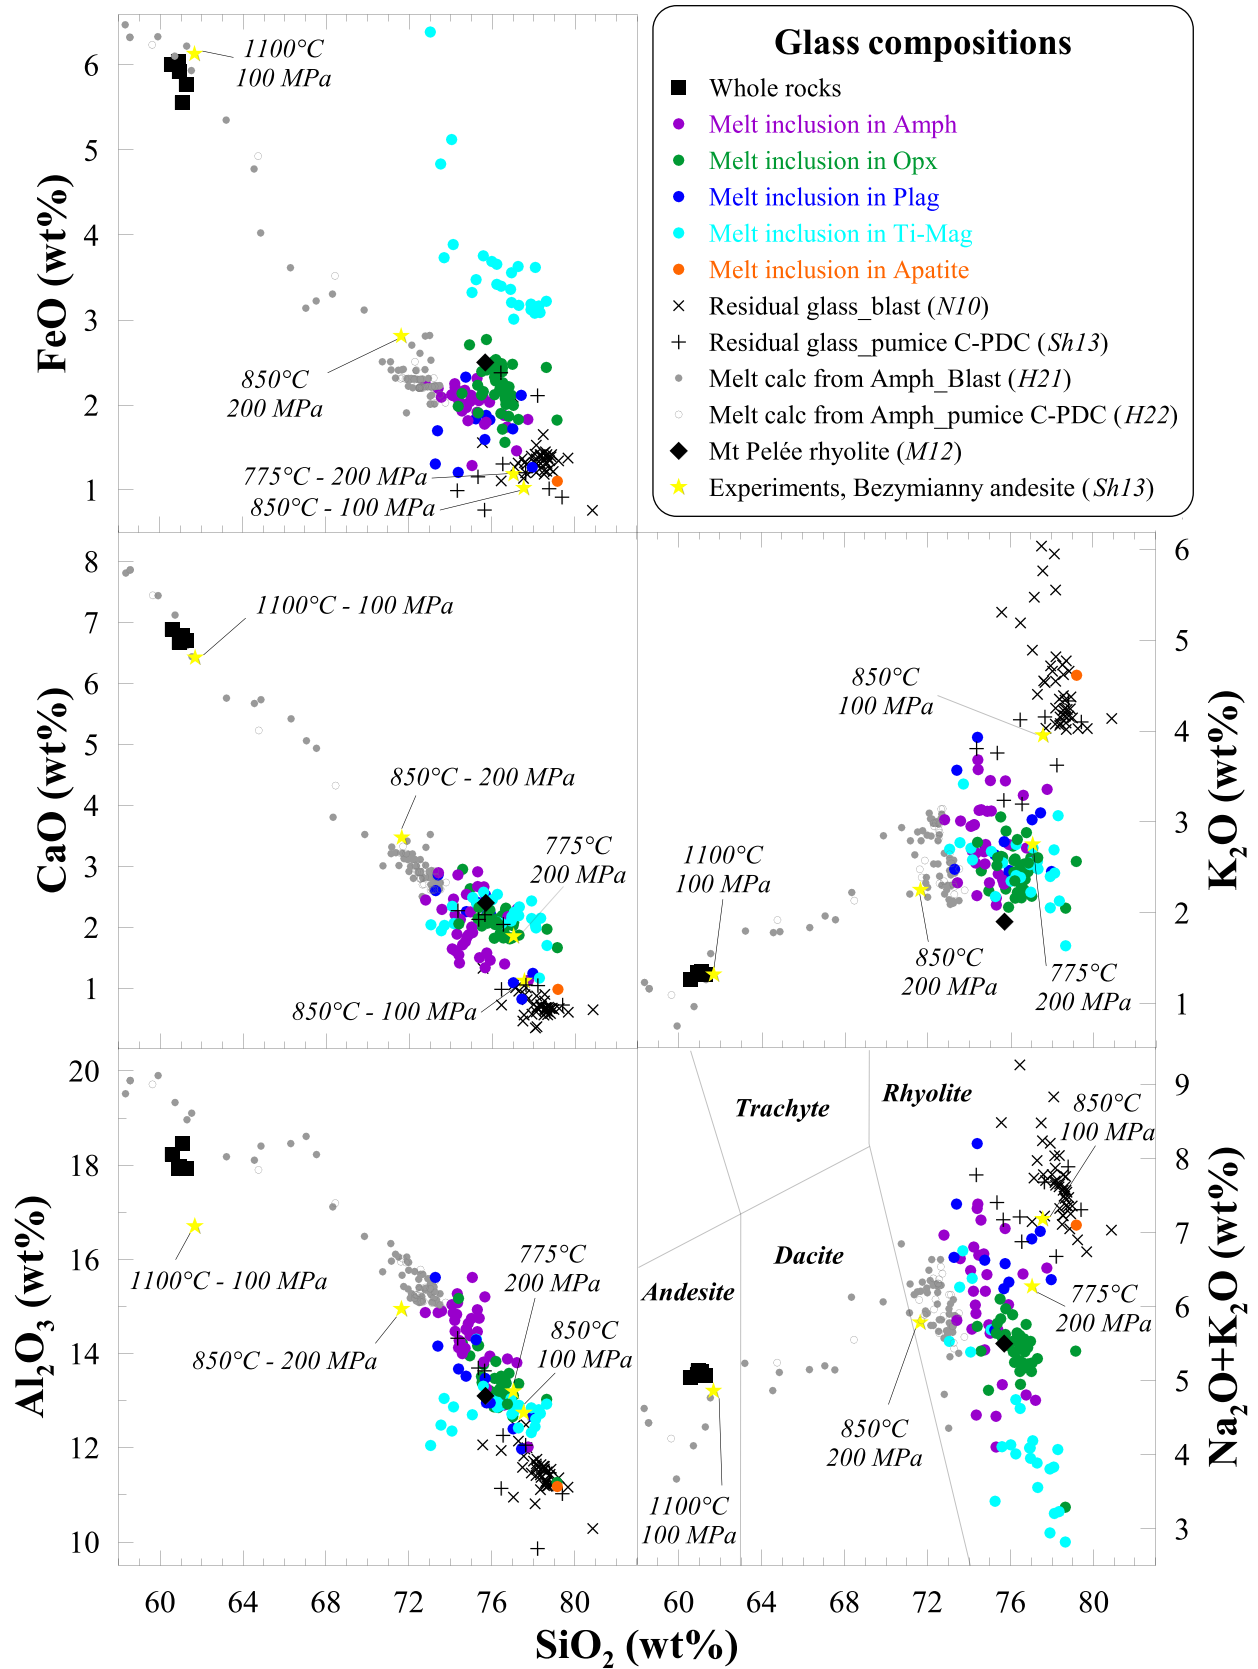 Glass compositions
Whole rocks
Melt inclusion in Amph
Melt inclusion in Opx
Melt inclusion in Plag
Melt inclusion in Ti-Mag
Melt inclusion in Apatite
Residual glass_blast (N10)
Residual glass_pumice C-PDC (Sh13)
Melt calc from Amph_Blast (H21)
Melt calc from Amph_pumice C-PDC (H22)
Mt Pelée rhyolite (M12)
Experiments, Bezymianny andesite (Sh13)
FeO (wt%)
6
5
4
3
2
1
1100°C
100 MPa
850°C
200 MPa
775°C - 200 MPa
850°C - 100 MPa
CaO (wt%)
8
7
6
5
4
3
2
1
1100°C - 100 MPa
850°C - 200 MPa
775°C
200 MPa
850°C - 100 MPa
K₂O (wt%)
6
5
4
3
2
1
850°C
100 MPa
1100°C
100 MPa
850°C
200 MPa
775°C
200 MPa
Al₂O₃ (wt%)
20
18
16
14
12
10
1100°C - 100 MPa
850°C - 200 MPa
775°C
200 MPa
850°C
100 MPa
60 64 68 72 76 80
Na₂O+K₂O (wt%)
9
8
7
6
5
4
3
Trachyte
Rhyolite
Dacite
Andesite
850°C
100 MPa
775°C
200 MPa
850°C
200 MPa
1100°C
100 MPa
60 64 68 72 76 80
SiO₂ (wt%)